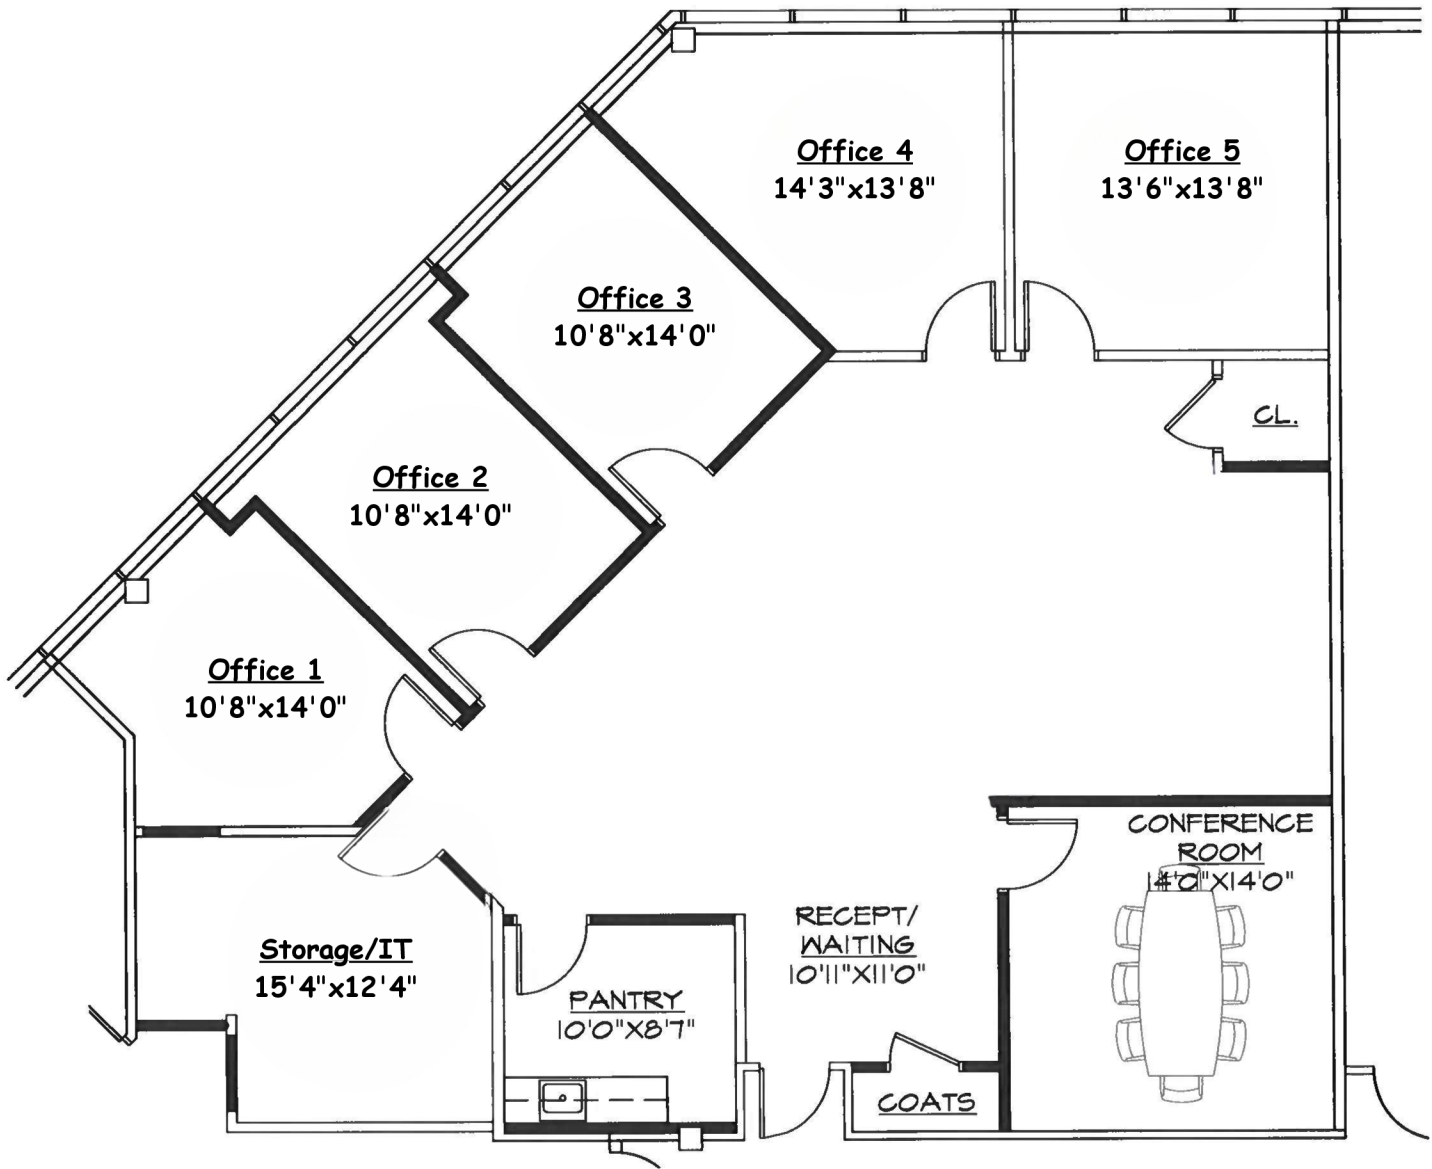 Office 4
14'3"x13'8"
Office 5
13'6"x13'8"
Office 3
10'8"x14'0"
CL.
Office 2
10'8"x14'0"
Office 1
10'8"x14'0"
CONFERENCE
ROOM
14'0"X14'0"
RECEPT/
WAITING
10'11"X11'0"
Storage/IT
15'4"x12'4"
PANTRY
10'0"X8'7"
COATS